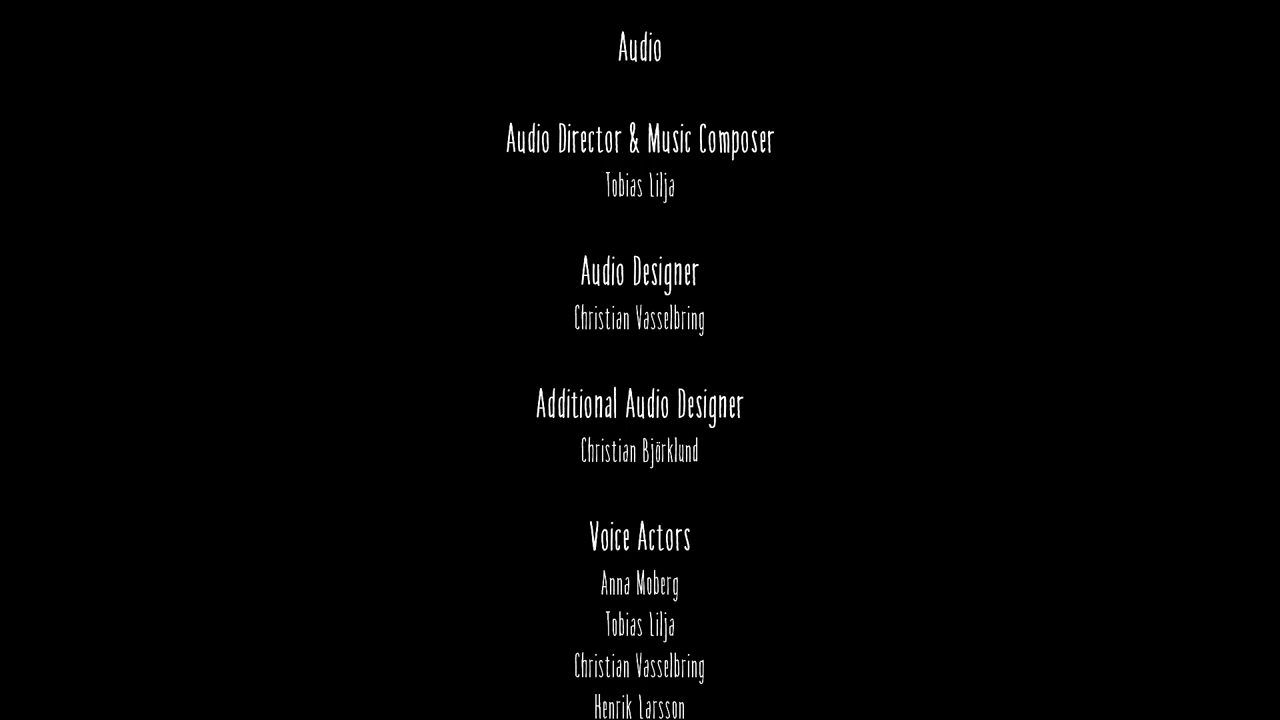 Audio
Audio Director & Music Composer
Tobias Lilja
Audio Designer
Christian Vasselbring
Additional Audio Designer
Christian Björklund
Voice Actors
Anna Moberg
Tobias Lilja
Christian Vasselbring
Henrik Larsson